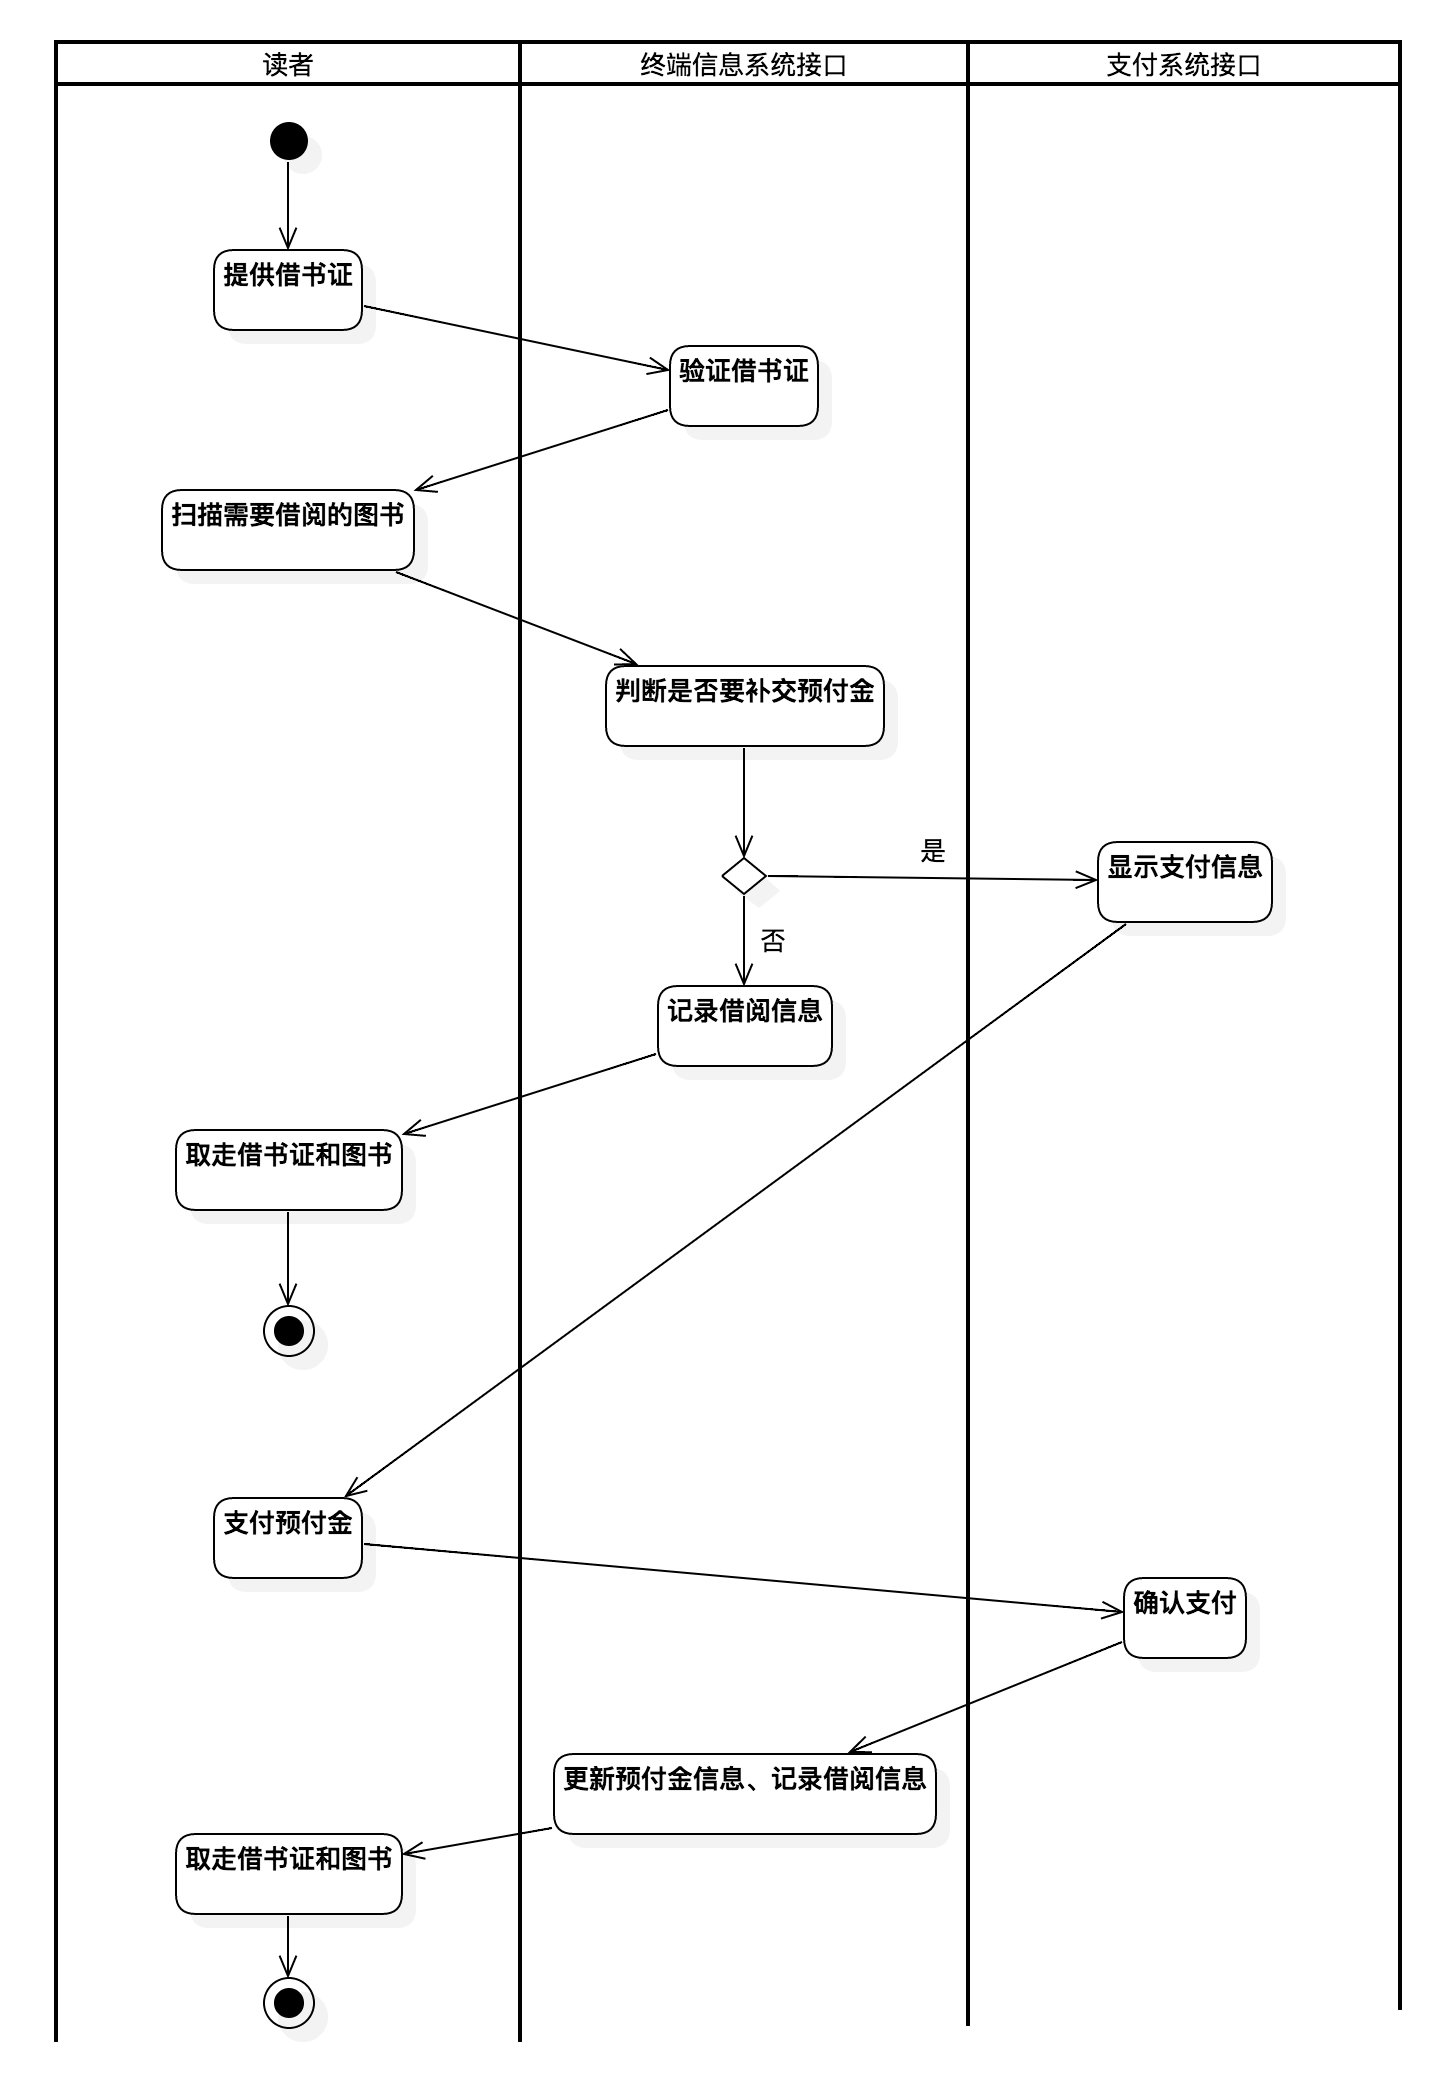 读者
终端信息系统接口
支付系统接口
提供借书证
验证借书证
扫描需要借阅的图书
判断是否要补交预付金
是
显示支付信息
否
记录借阅信息
取走借书证和图书
支付预付金
确认支付
更新预付金信息、记录借阅信息
取走借书证和图书